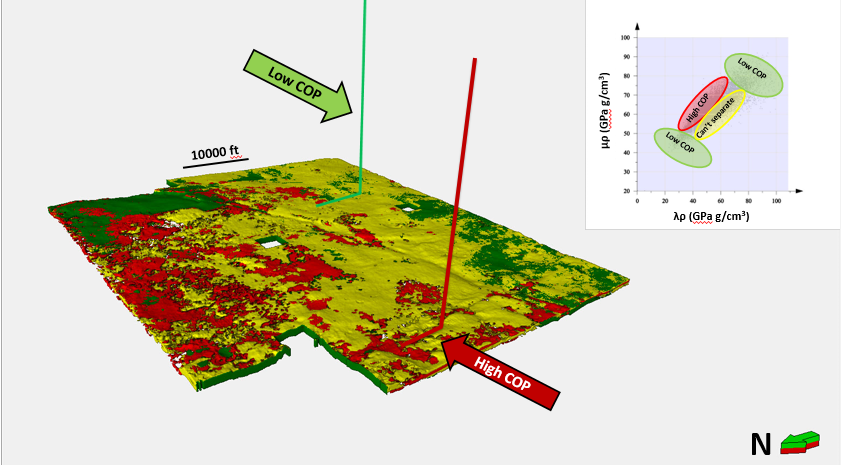 Low COP
10000 ft
High COP
N
μρ (GPa g/cm³)
100
90
80
70
60
50
40
30
20
0
20
40
60
80
100
λρ (GPa g/cm³)
Low COP
High COP
Can't separate
Low COP